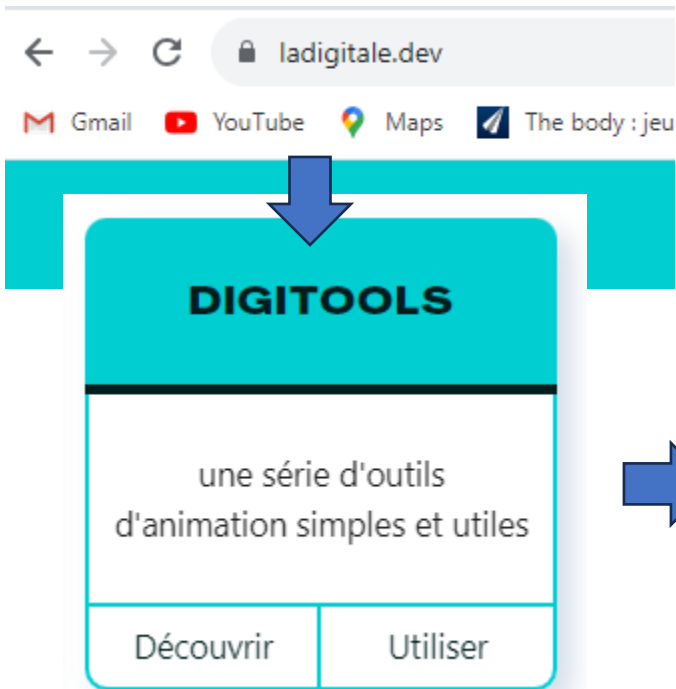 ladigitale.dev
Gmail YouTube Maps The body : jeu
DIGITOOLS
une série d'outils
d'animation simples et utiles
Découvrir Utiliser